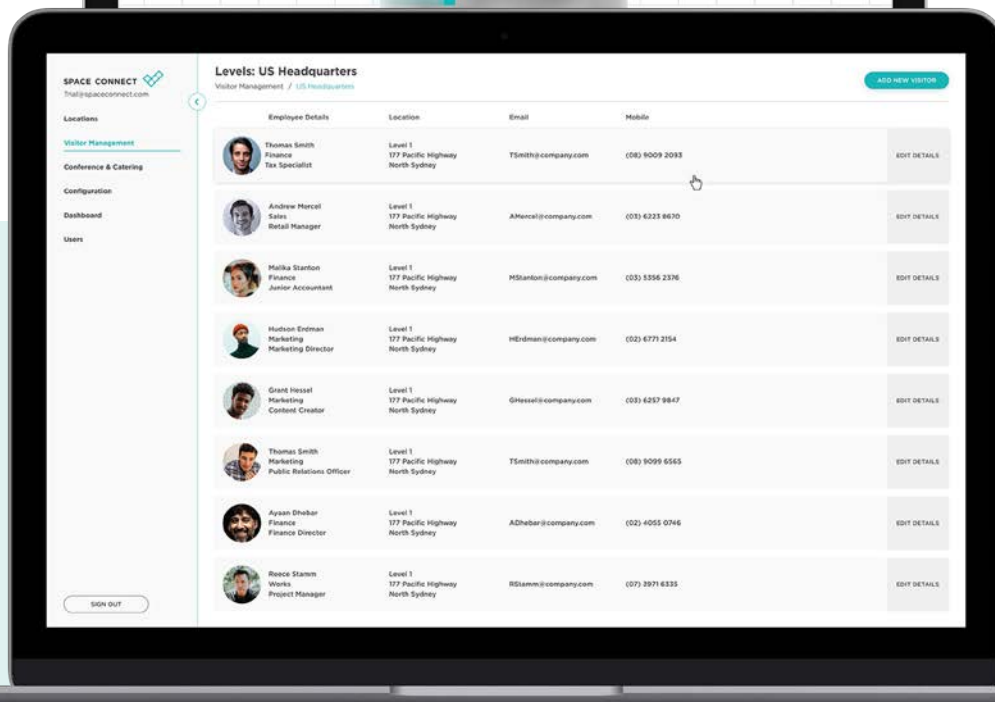 SPACE CONNECT
Trial@spaceconnect.com
Locations
Visitor Management
Conference & Catering
Configuration
Dashboard
Users
SIGN OUT
Levels: US Headquarters
Visitor Management / US Headquarters
ADD NEW VISITOR
Employee Details Location Email Mobile
Thomas Smith
Finance
Tax Specialist
Level 1
177 Pacific Highway
North Sydney
TSmith@company.com
(08) 9009 2093
EDIT DETAILS
Andrew Mercel
Sales
Retail Manager
Level 1
177 Pacific Highway
North Sydney
AMercel@company.com
(03) 6223 8670
EDIT DETAILS
Malika Stanton
Finance
Junior Accountant
Level 1
177 Pacific Highway
North Sydney
MStanton@company.com
(03) 5356 2376
EDIT DETAILS
Hudson Erdman
Marketing
Marketing Director
Level 1
177 Pacific Highway
North Sydney
HErdman@company.com
(02) 6771 2154
EDIT DETAILS
Grant Hessel
Marketing
Content Creator
Level 1
177 Pacific Highway
North Sydney
GHessel@company.com
(03) 6257 9847
EDIT DETAILS
Thomas Smith
Marketing
Public Relations Officer
Level 1
177 Pacific Highway
North Sydney
TSmith@company.com
(08) 9099 6565
EDIT DETAILS
Ayaan Dhebar
Finance
Finance Director
Level 1
177 Pacific Highway
North Sydney
ADhebar@company.com
(02) 4055 0746
EDIT DETAILS
Reece Stamm
Works
Project Manager
Level 1
177 Pacific Highway
North Sydney
RStamm@company.com
(07) 3971 6335
EDIT DETAILS